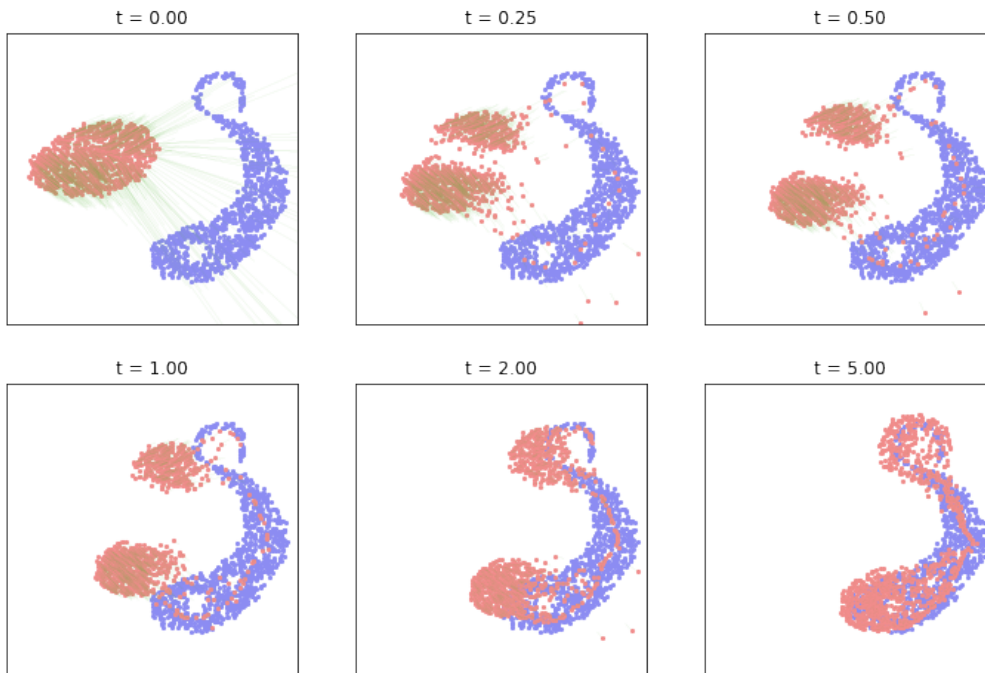 t = 0.00
t = 0.25
t = 0.50
t = 1.00
t = 2.00
t = 5.00